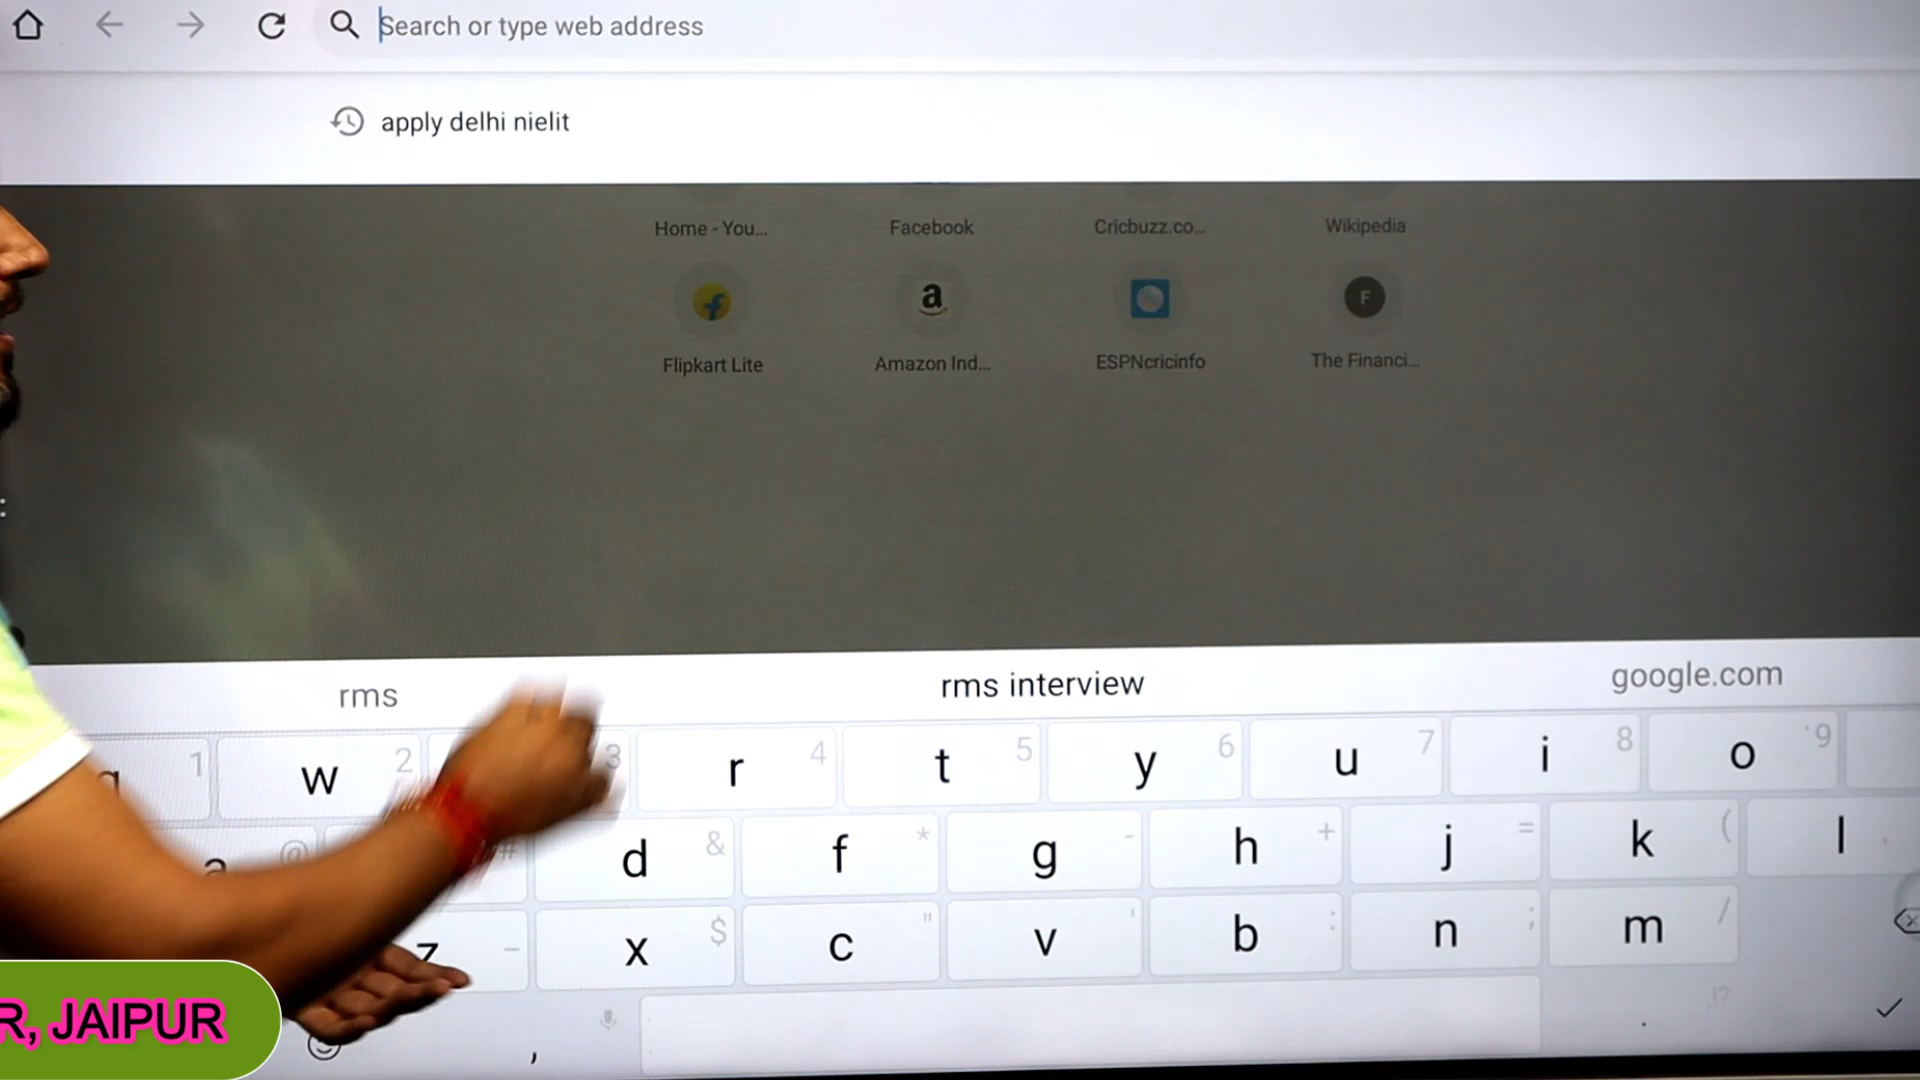 Search or type web address
apply delhi nielit
Home - You...
Facebook
Cricbuzz.co...
Wikipedia
a
F
Flipkart Lite
Amazon Ind...
ESPNcricinfo
The Financi...
rms
rms interview
google.com
1 w 2 3 r 4 t 5 y 6 u 7 i 8 o 9
a @ # d & f * g - h + j = k ( l
z - x $ c " v ' b : n ; m /
R, JAIPUR
, . ,!?